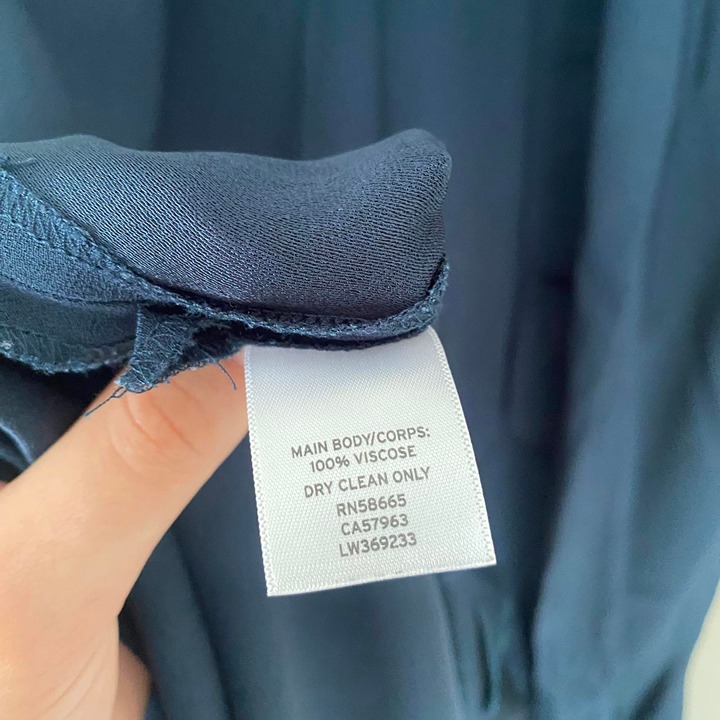 MAIN BODY/CORPS:
100% VISCOSE
DRY CLEAN ONLY
RN58665
CA57963
LW369233